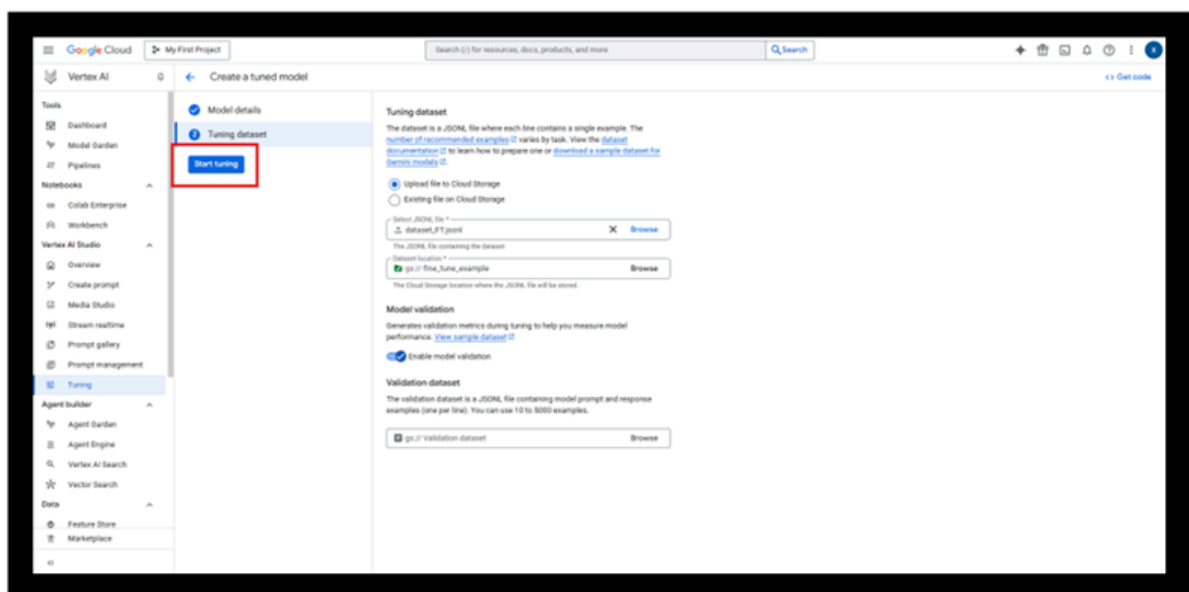 Google Cloud
My First Project
Search (/) for resources, docs, products, and more
Search
Vertex AI
Create a tuned model
Get code
Tools
Dashboard
Model Garden
Pipelines
Notebooks
Colab Enterprise
Workbench
Vertex AI Studio
Overview
Create prompt
Media Studio
Stream realtime
Prompt gallery
Prompt management
Tuning
Agent builder
Agent Garden
Agent Engine
Vertex AI Search
Vector Search
Data
Feature Store
Marketplace
Model details
2 Tuning dataset
Start tuning
Tuning dataset
The dataset is a JSONL file where each line contains a single example. The
number of recommended examples varies by task. View the dataset
documentation to learn how to prepare one or download a sample dataset for
Gemini models.
Upload file to Cloud Storage
Existing file on Cloud Storage
Select JSONL file *
dataset_FT.jsonl
Browse
The JSONL file containing the dataset
Dataset location *
gs:// fine_tune_example
Browse
The Cloud Storage location where the JSONL file will be stored.
Model validation
Generates validation metrics during tuning to help you measure model
performance. View sample dataset
Enable model validation
Validation dataset
The validation dataset is a JSONL file containing model prompt and response
examples (one per line). You can use 10 to 5000 examples.
gs:// Validation dataset
Browse